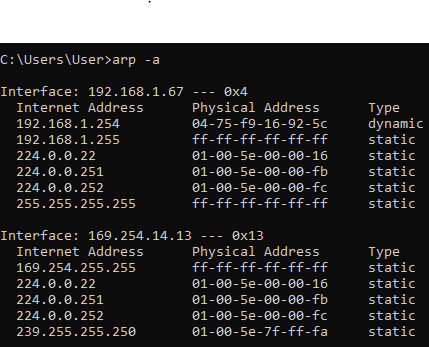 C:\Users\User>arp -a
Interface: 192.168.1.67 --- 0x4
Internet Address Physical Address Type
192.168.1.254 04-75-f9-16-92-5c dynamic
192.168.1.255 ff-ff-ff-ff-ff-ff static
224.0.0.22 01-00-5e-00-00-16 static
224.0.0.251 01-00-5e-00-00-fb static
224.0.0.252 01-00-5e-00-00-fc static
255.255.255.255 ff-ff-ff-ff-ff-ff static
Interface: 169.254.14.13 --- 0x13
Internet Address Physical Address Type
169.254.255.255 ff-ff-ff-ff-ff-ff static
224.0.0.22 01-00-5e-00-00-16 static
224.0.0.251 01-00-5e-00-00-fb static
224.0.0.252 01-00-5e-00-00-fc static
239.255.255.250 01-00-5e-7f-ff-fa static